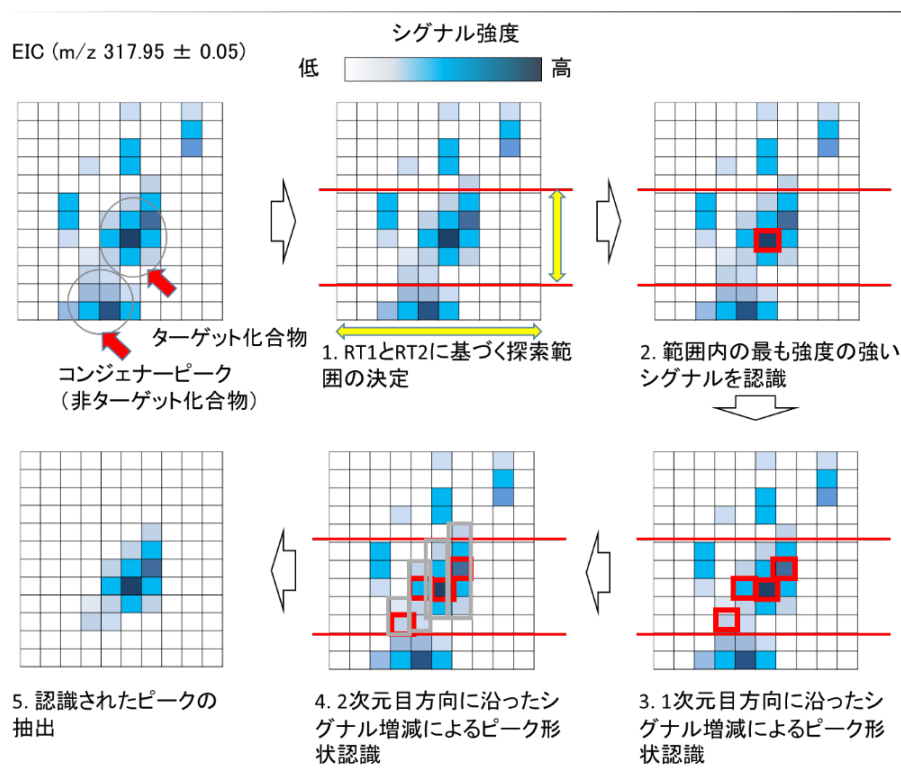 EIC (m/z 317.95 ± 0.05)
シグナル強度
低
高
ターゲット化合物
コンジェナーピーク
（非ターゲット化合物）
1. RT1とRT2に基づく探索範
囲の決定
2. 範囲内の最も強度の強い
シグナルを認識
3. 1次元目方向に沿ったシ
グナル増減によるピーク形
状認識
4. 2次元目方向に沿ったシ
グナル増減によるピーク形
状認識
5. 認識されたピークの
抽出